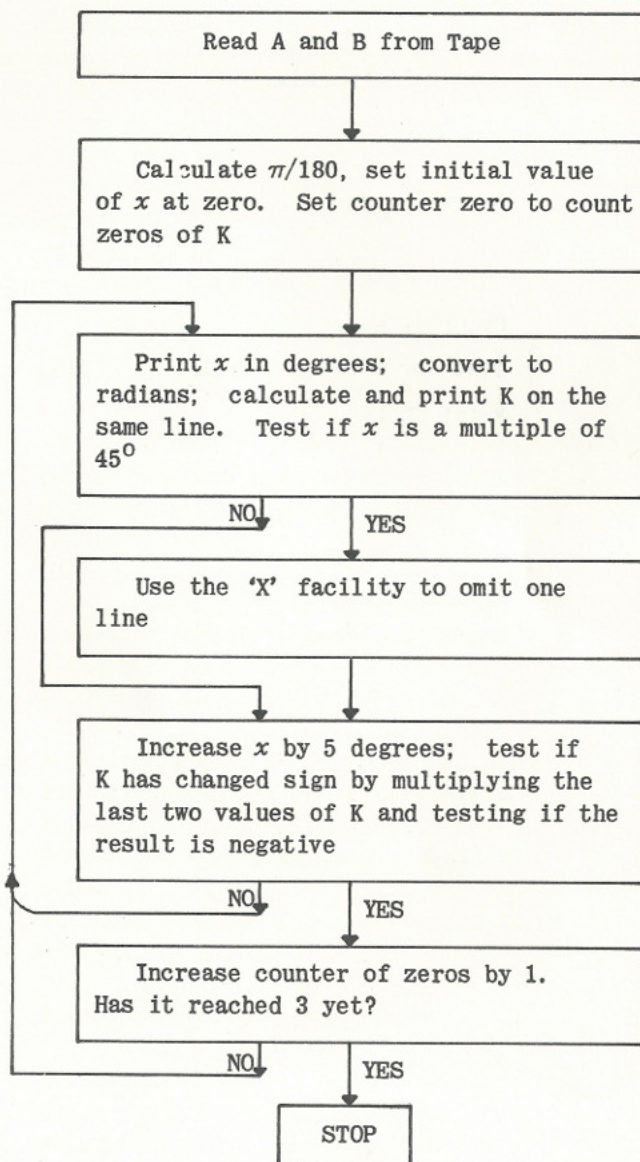 Read A and B from Tape
Calculate π/180, set initial value
of x at zero. Set counter zero to count
zeros of K
Print x in degrees; convert to
radians; calculate and print K on the
same line. Test if x is a multiple of
45°
NO
YES
Use the ‘X’ facility to omit one
line
Increase x by 5 degrees; test if
K has changed sign by multiplying the
last two values of K and testing if the
result is negative
NO
YES
Increase counter of zeros by 1.
Has it reached 3 yet?
NO
YES
STOP